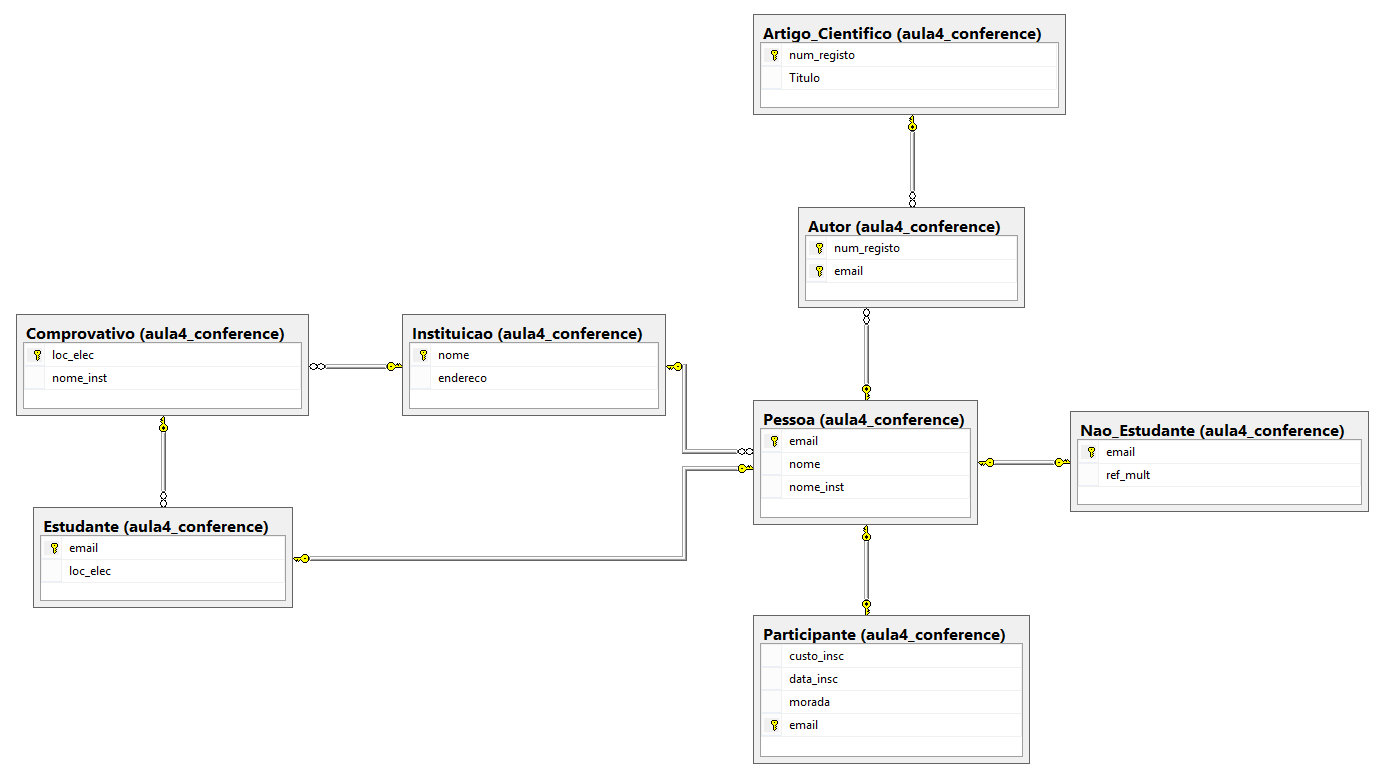 Artigo_Cientifico (aula4_conference)
num_registo
Titulo
Autor (aula4_conference)
num_registo
email
Comprovativo (aula4_conference)
loc_elec
nome_inst
Instituicao (aula4_conference)
nome
endereco
Pessoa (aula4_conference)
email
nome
nome_inst
Nao_Estudante (aula4_conference)
email
ref_mult
Estudante (aula4_conference)
email
loc_elec
Participante (aula4_conference)
custo_insc
data_insc
morada
email